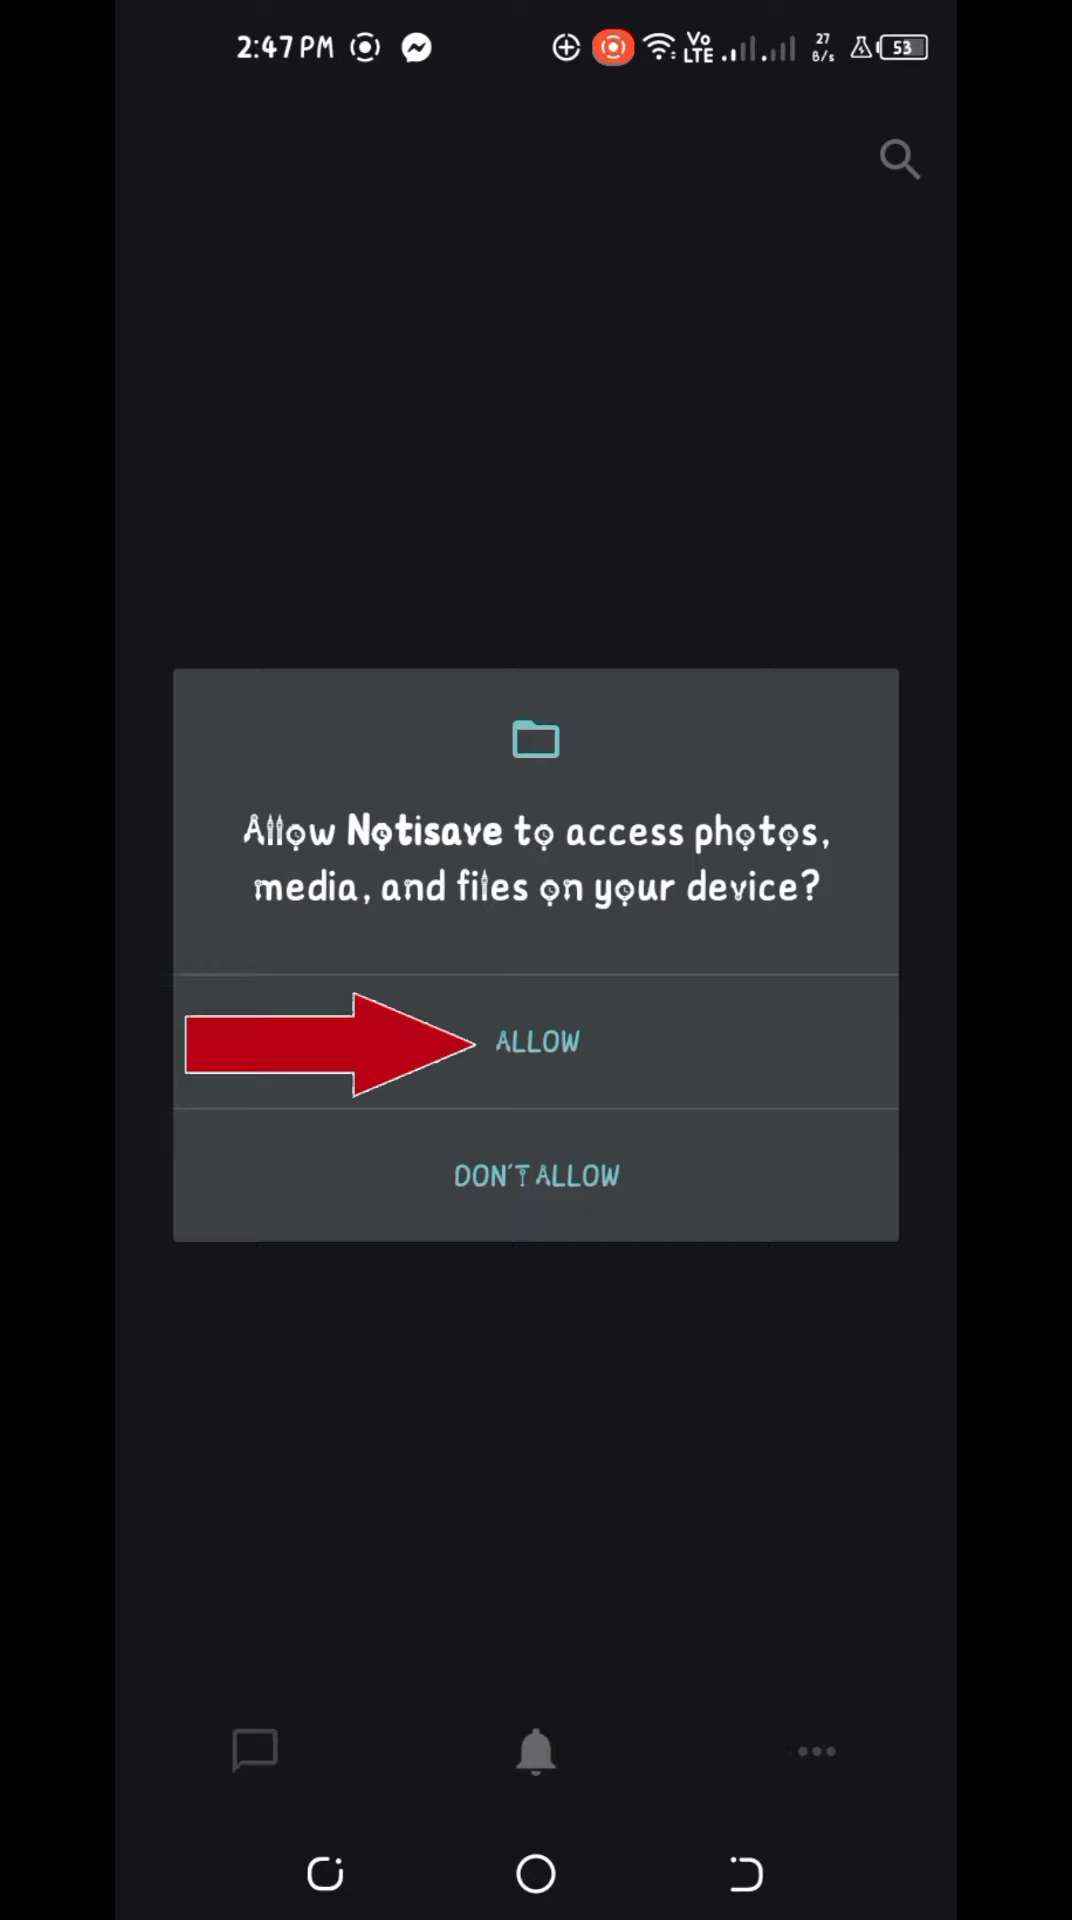 2:47 PM Vo LTE 27 B/s 53
Allow Notisave to access photos,
media, and files on your device?
ALLOW
DON'T ALLOW